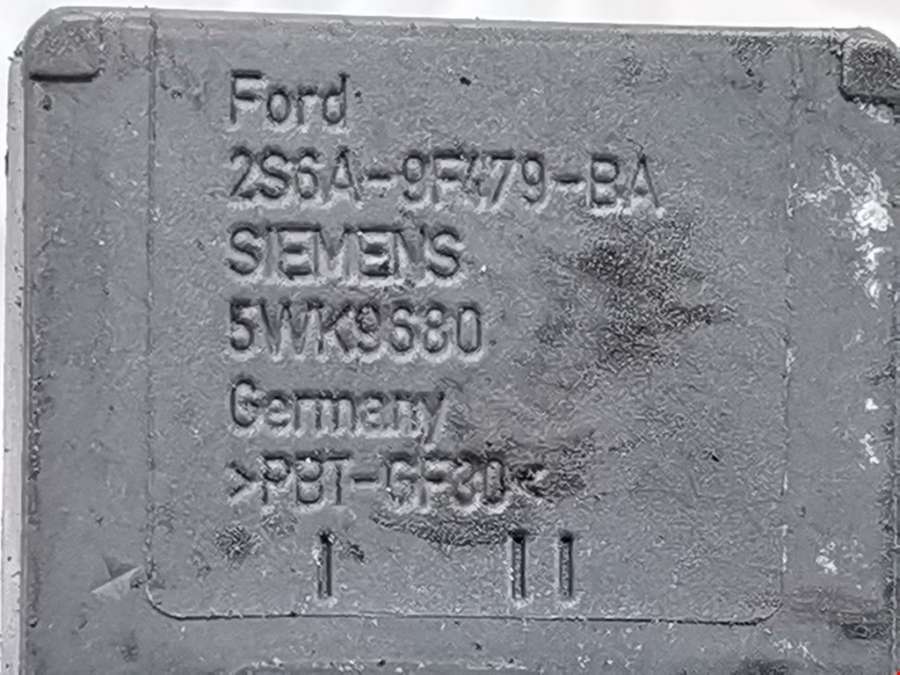 Ford
2S6A-9F479-BA
SIEMENS
5WK9680
Germany
>PBT-GF30<